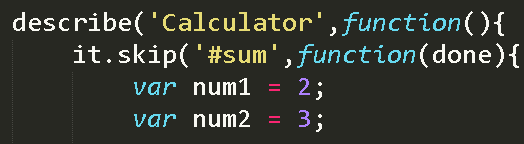 describe('Calculator',function(){
it.skip('#sum',function(done){
var num1 = 2;
var num2 = 3;